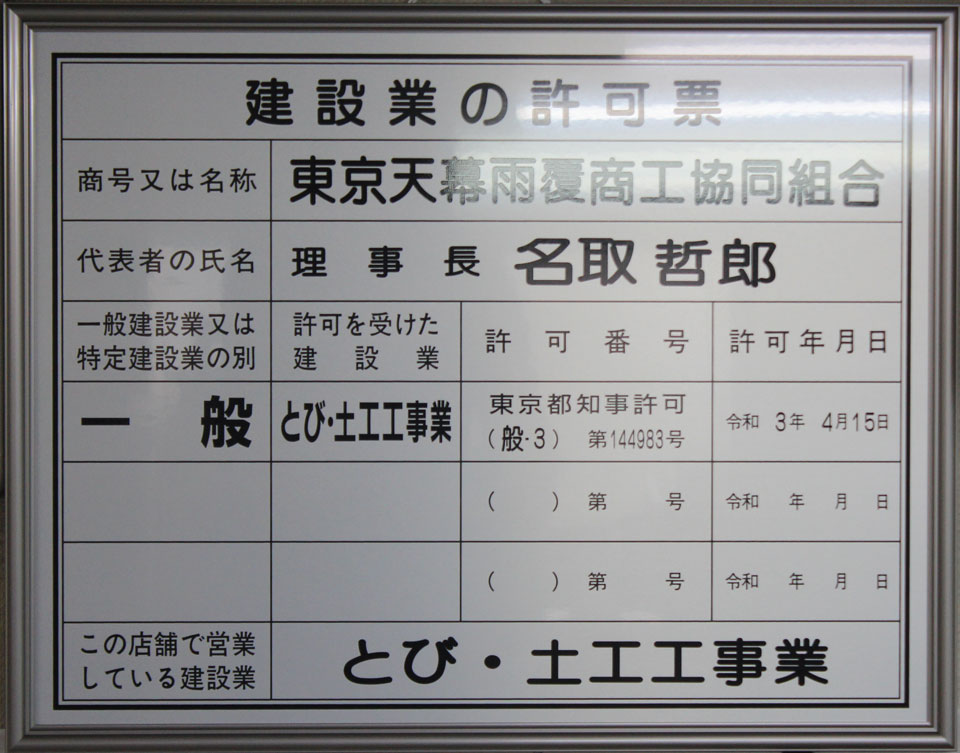 建設業の許可票
商号又は名称 東京天幕雨覆商工協同組合
代表者の氏名 理事長 名取哲郎
一般建設業又は
特定建設業の別
許可を受けた
建設業
許可番号
許可年月日
一般
とび・土工工事業
東京都知事許可
(般-3) 第144983号
令和 3年 4月15日
( ) 第 号
令和 年 月 日
( ) 第 号
令和 年 月 日
この店舗で営業
している建設業
とび・土工工事業